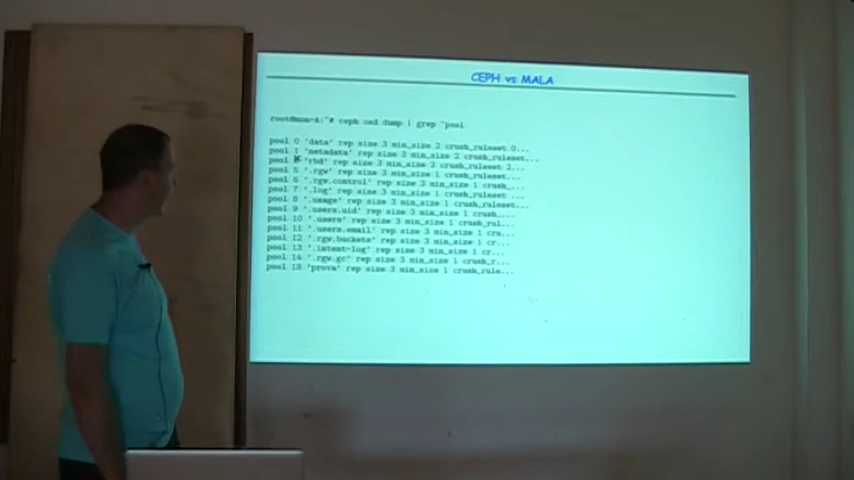 CEPH vs MALA
root@mon-A:~# ceph osd dump | grep ^pool
pool 0 'data' rep size 3 min_size 2 crush_ruleset 0...
pool 1 'metadata' rep size 3 min_size 2 crush_ruleset...
pool 'rbd' rep size 3 min_size 2 crush_ruleset 2...
pool 5 '.rgw' rep size 3 min_size 1 crush_ruleset...
pool 6 '.rgw.control' rep size 3 min_size 1 crush_...
pool 7 '.log' rep size 3 min_size 1 crush_ruleset ...
pool 8 '.usage' rep size 3 min_size 1 crush_ruleset...
pool 9 '.users.uid' rep size 3 min_size 1 crush_...
pool 10 '.users' rep size 3 min_size 1 crush_rul...
pool 11 '.users.email' rep size 3 min_size 1 cru...
pool 12 '.rgw.buckets' rep size 3 min_size 1 cr...
pool 13 '.intent-log' rep size 3 min_size 1 cr...
pool 14 '.rgw.gc' rep size 3 min_size 1 crush_r...
pool 18 'prova' rep size 3 min_size 1 crush_rule...